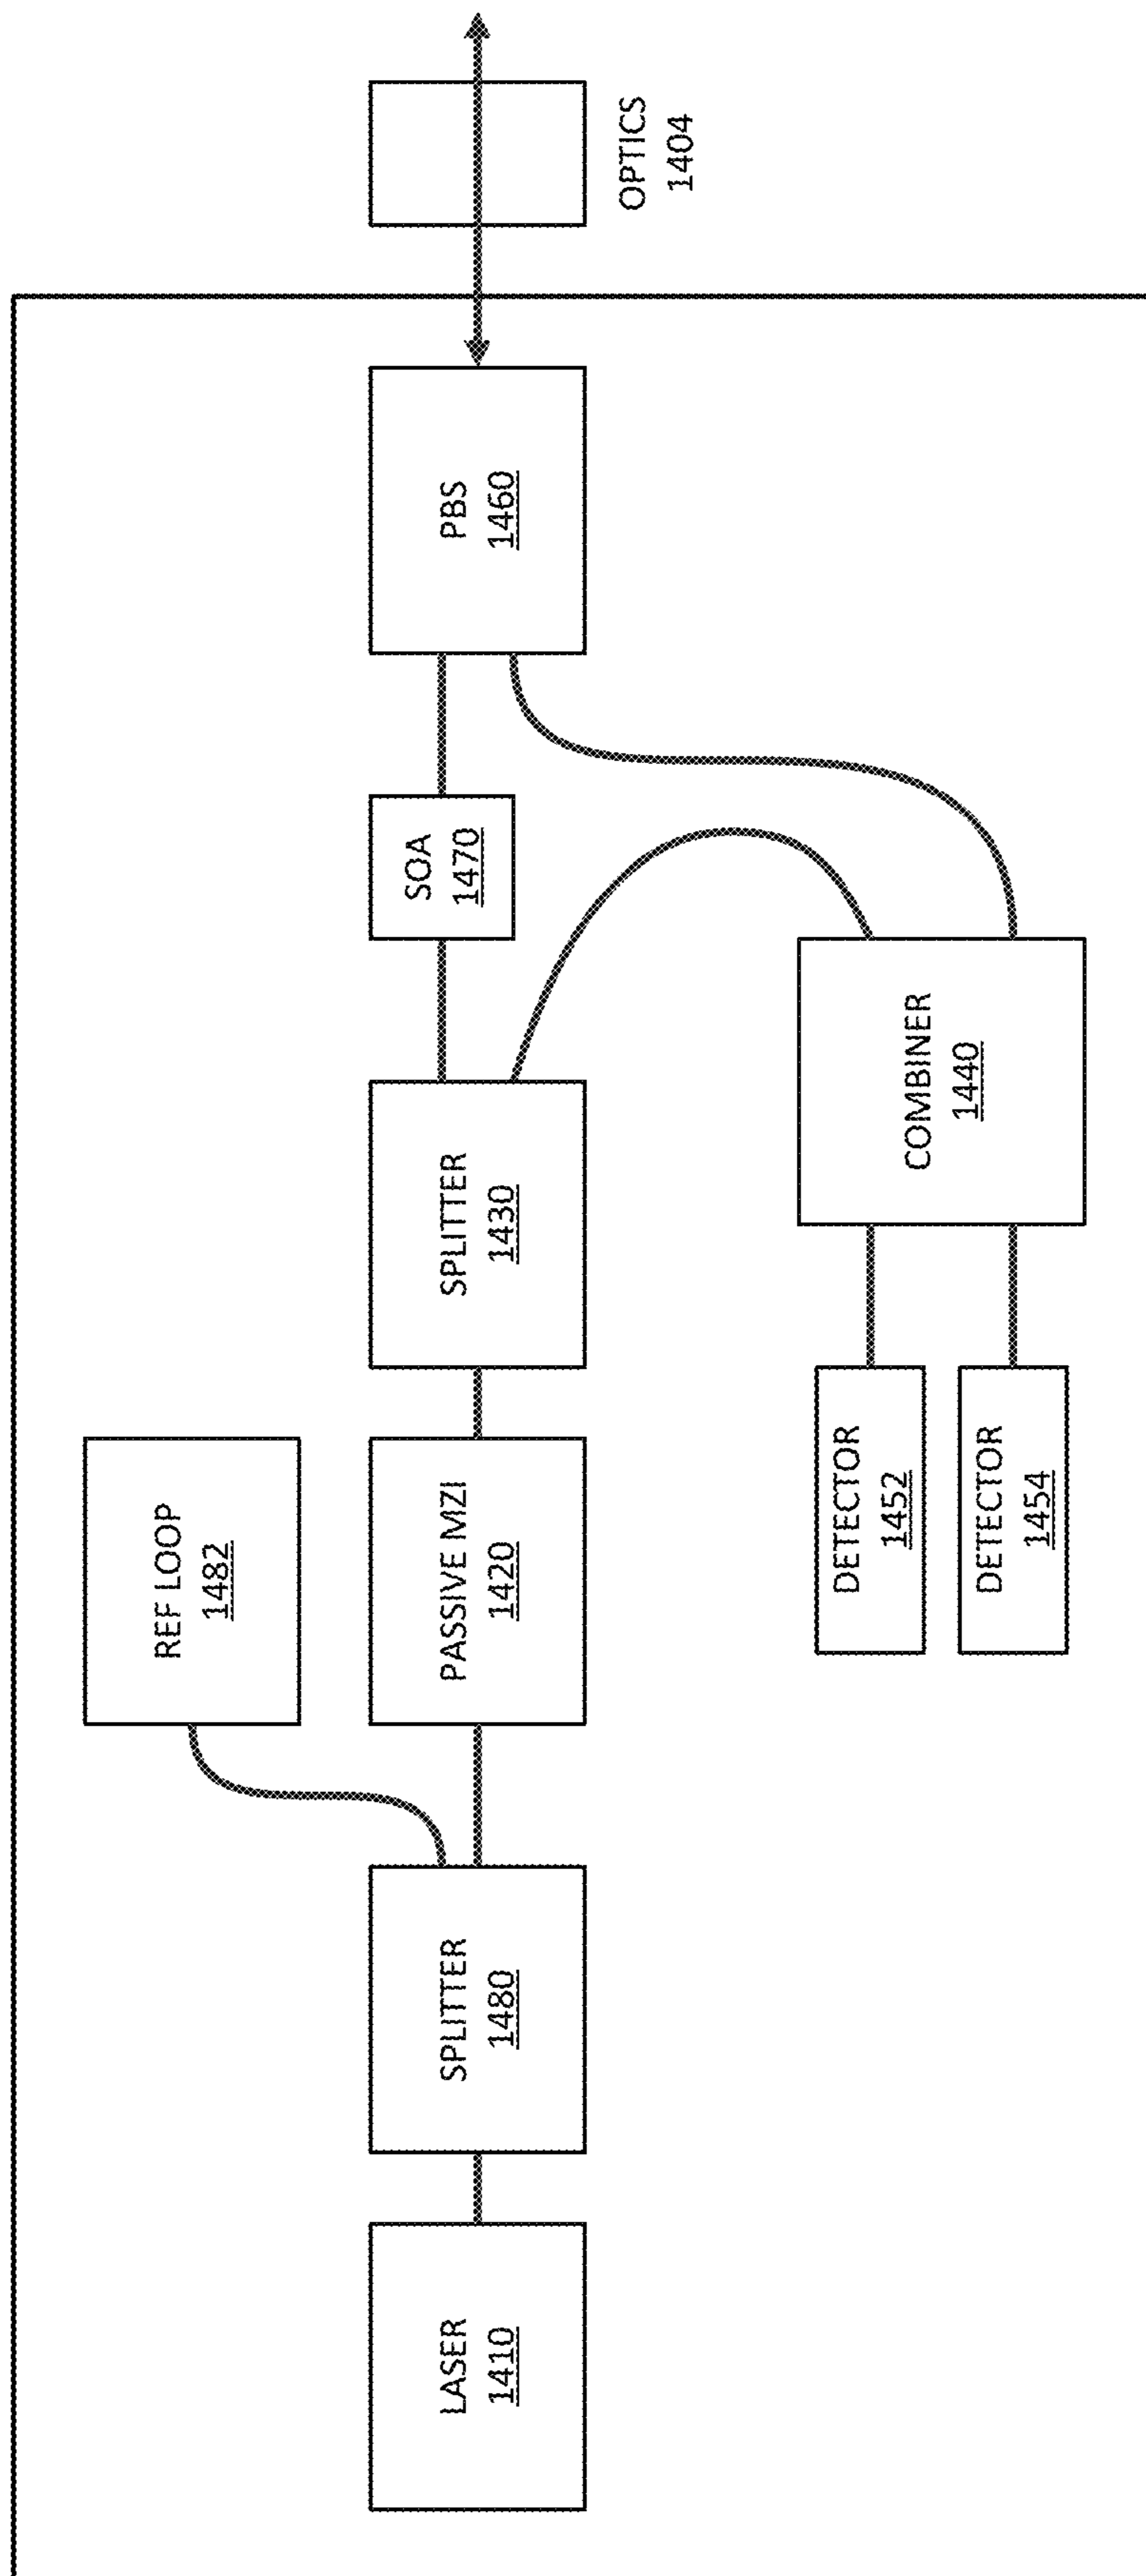 REF LOOP
1482
LASER
1410
SPLITTER
1480
PASSIVE MZI
1420
SPLITTER
1430
SOA
1470
PBS
1460
OPTICS
1404
DETECTOR
1452
DETECTOR
1454
COMBINER
1440